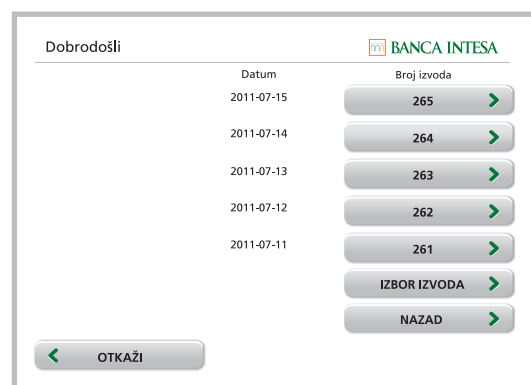 Dobrodošli
BANCA INTESA
Datum Broj izvoda
2011-07-15 265
2011-07-14 264
2011-07-13 263
2011-07-12 262
2011-07-11 261
IZBOR IZVODA
NAZAD
OTKAŽI